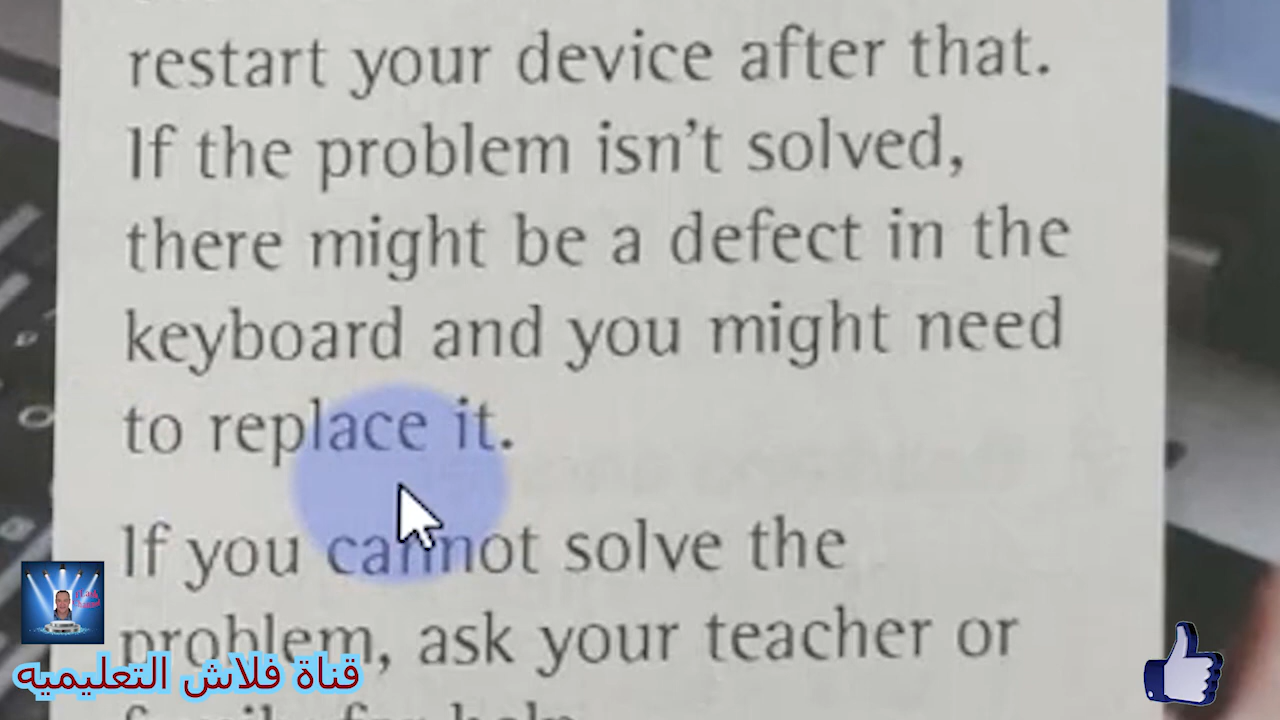 restart your device after that.
If the problem isn't solved,
there might be a defect in the
keyboard and you might need
to replace it.
If you cannot solve the
problem, ask your teacher or
قناة فلاش التعليميه